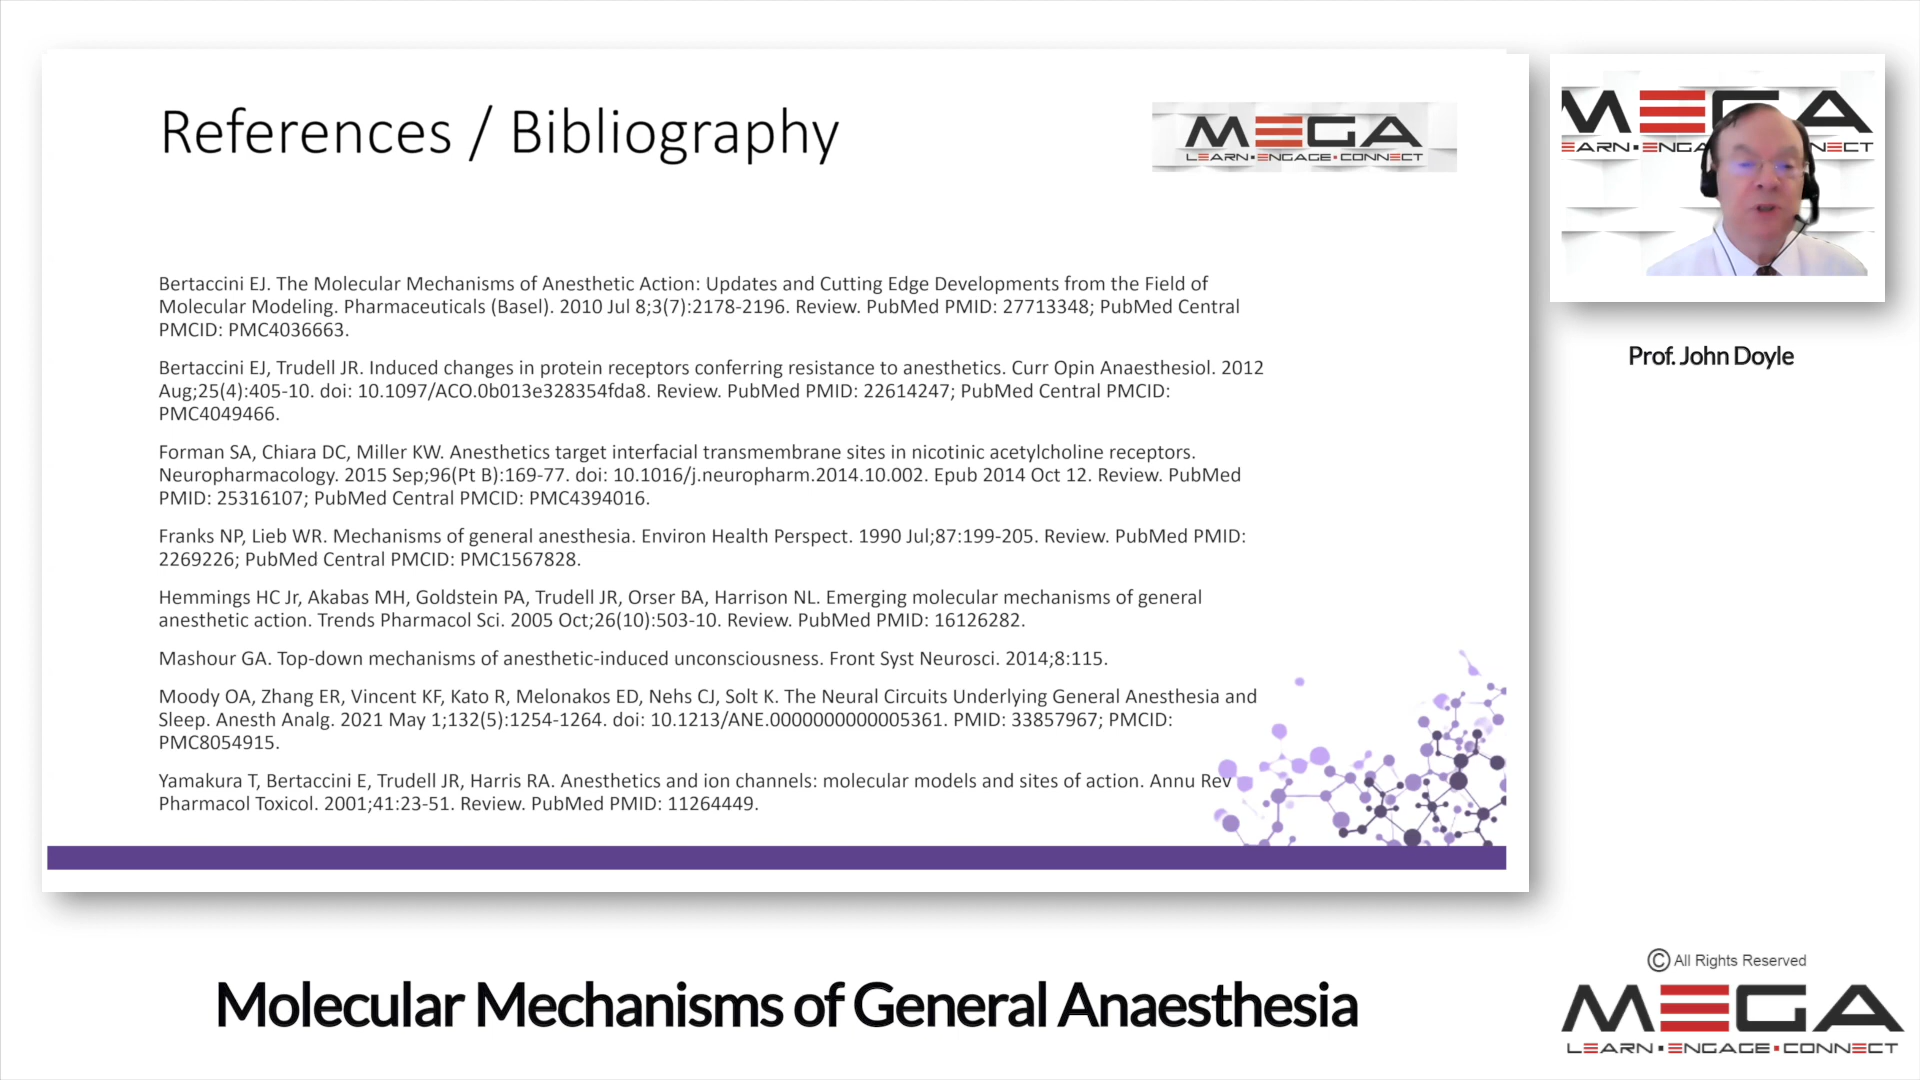 References / Bibliography
MEGA
LEARN▪ENGAGE▪CONNECT
Bertaccini EJ. The Molecular Mechanisms of Anesthetic Action: Updates and Cutting Edge Developments from the Field of
Molecular Modeling. Pharmaceuticals (Basel). 2010 Jul 8;3(7):2178-2196. Review. PubMed PMID: 27713348; PubMed Central
PMCID: PMC4036663.
Bertaccini EJ, Trudell JR. Induced changes in protein receptors conferring resistance to anesthetics. Curr Opin Anaesthesiol. 2012
Aug;25(4):405-10. doi: 10.1097/ACO.0b013e328354fda8. Review. PubMed PMID: 22614247; PubMed Central PMCID:
PMC4049466.
Forman SA, Chiara DC, Miller KW. Anesthetics target interfacial transmembrane sites in nicotinic acetylcholine receptors.
Neuropharmacology. 2015 Sep;96(Pt B):169-77. doi: 10.1016/j.neuropharm.2014.10.002. Epub 2014 Oct 12. Review. PubMed
PMID: 25316107; PubMed Central PMCID: PMC4394016.
Franks NP, Lieb WR. Mechanisms of general anesthesia. Environ Health Perspect. 1990 Jul;87:199-205. Review. PubMed PMID:
2269226; PubMed Central PMCID: PMC1567828.
Hemmings HC Jr, Akabas MH, Goldstein PA, Trudell JR, Orser BA, Harrison NL. Emerging molecular mechanisms of general
anesthetic action. Trends Pharmacol Sci. 2005 Oct;26(10):503-10. Review. PubMed PMID: 16126282.
Mashour GA. Top-down mechanisms of anesthetic-induced unconsciousness. Front Syst Neurosci. 2014;8:115.
Moody OA, Zhang ER, Vincent KF, Kato R, Melonakos ED, Nehs CJ, Solt K. The Neural Circuits Underlying General Anesthesia and
Sleep. Anesth Analg. 2021 May 1;132(5):1254-1264. doi: 10.1213/ANE.0000000000005361. PMID: 33857967; PMCID:
PMC8054915.
Yamakura T, Bertaccini E, Trudell JR, Harris RA. Anesthetics and ion channels: molecular models and sites of action. Annu Rev
Pharmacol Toxicol. 2001;41:23-51. Review. PubMed PMID: 11264449.
Prof. John Doyle
Molecular Mechanisms of General Anaesthesia
© All Rights Reserved
MEGA
LEARN▪ENGAGE▪CONNECT